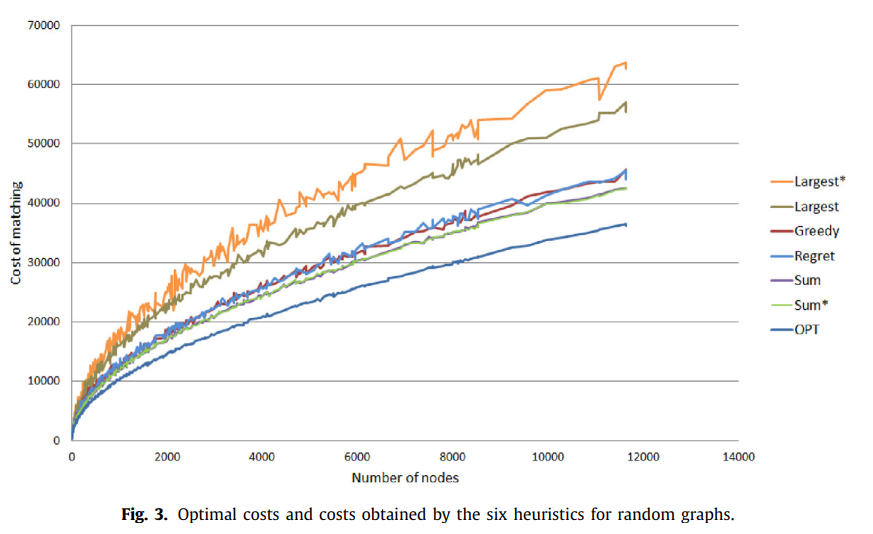 70000
60000
50000
40000
30000
20000
10000
0
Cost of matching
0 2000 4000 6000 8000 10000 12000 14000
Number of nodes
Largest*
Largest
Greedy
Regret
Sum
Sum*
OPT
Fig. 3. Optimal costs and costs obtained by the six heuristics for random graphs.